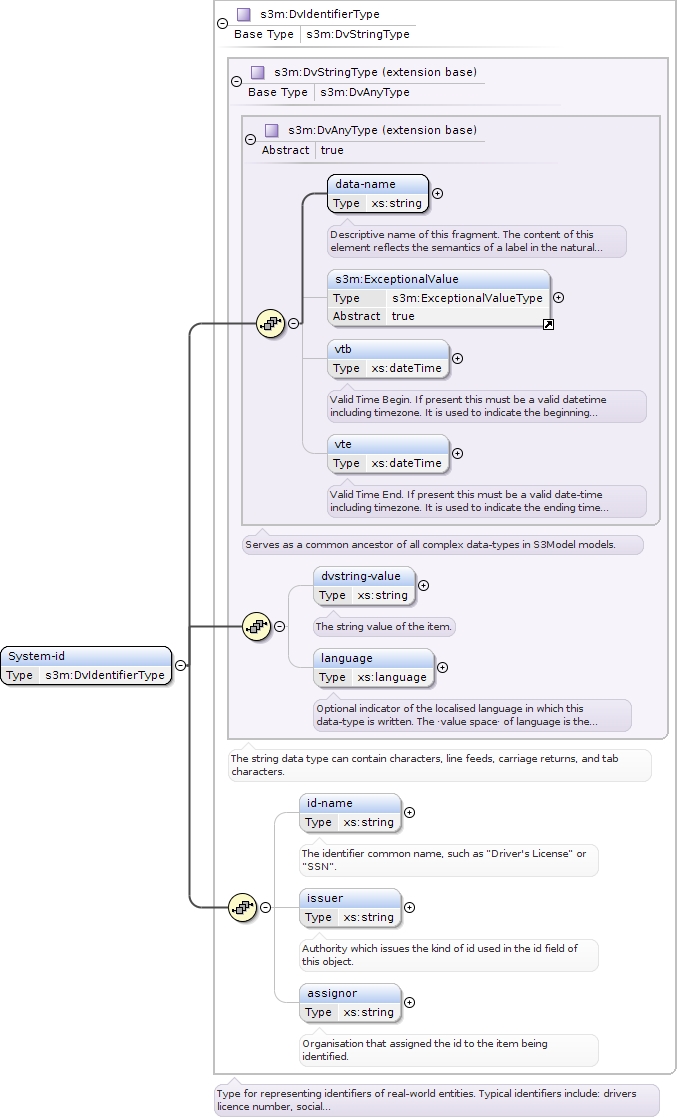 s3m:DvIdentifierType
Base Type s3m:DvStringType
s3m:DvStringType (extension base)
Base Type s3m:DvAnyType
s3m:DvAnyType (extension base)
Abstract true
data-name
Type xs:string
Descriptive name of this fragment. The content of this
element reflects the semantics of a label in the natural...
s3m:ExceptionalValue
Type s3m:ExceptionalValueType
Abstract true
vtb
Type xs:dateTime
Valid Time Begin. If present this must be a valid datetime
including timezone. It is used to indicate the beginning...
vte
Type xs:dateTime
Valid Time End. If present this must be a valid date-time
including timezone. It is used to indicate the ending time...
Serves as a common ancestor of all complex data-types in S3Model models.
dvstring-value
Type xs:string
The string value of the item.
System-id
Type s3m:DvIdentifierType
language
Type xs:language
Optional indicator of the localised language in which this
data-type is written. The ·value space· of language is the...
The string data type can contain characters, line feeds, carriage returns, and tab
characters.
id-name
Type xs:string
The identifier common name, such as "Driver's License" or
"SSN".
issuer
Type xs:string
Authority which issues the kind of id used in the id field of
this object.
assignor
Type xs:string
Organisation that assigned the id to the item being
identified.
Type for representing identifiers of real-world entities. Typical identifiers include: drivers
licence number, social...